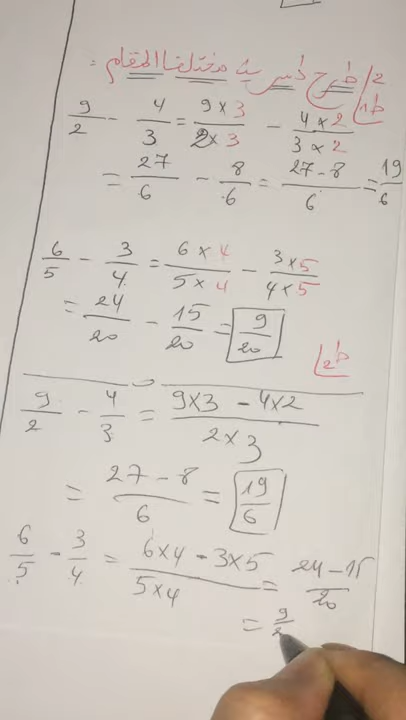 2/ طرح كسرين مختلفا المقام :
ط1
9/2 - 4/3 = 9×3/2×3 - 4×2/3×2
= 27/6 - 8/6 = 27-8/6 = 19/6
6/5 - 3/4 = 6×4/5×4 - 3×5/4×5
= 24/20 - 15/20 = 9/20
ط2
9/2 - 4/3 = 9×3 - 4×2/2×3
= 27-8/6 = 19/6
6/5 - 3/4 = 6×4 - 3×5/5×4 = 24-15/20
= 9/2